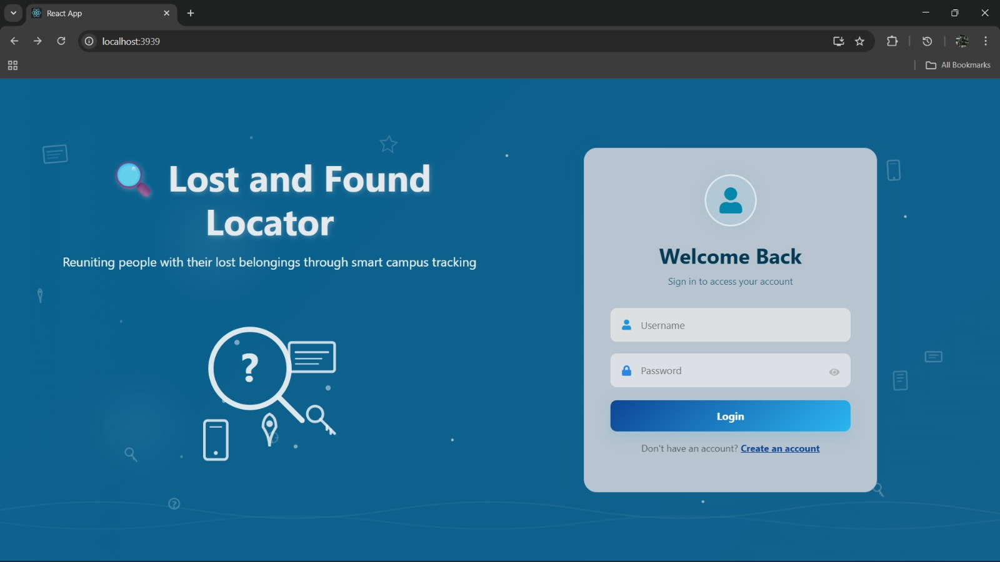 React App
localhost:3939
All Bookmarks
Lost and Found
Locator
Reuniting people with their lost belongings through smart campus tracking
?
?
Welcome Back
Sign in to access your account
Username
Password
Login
Don't have an account? Create an account